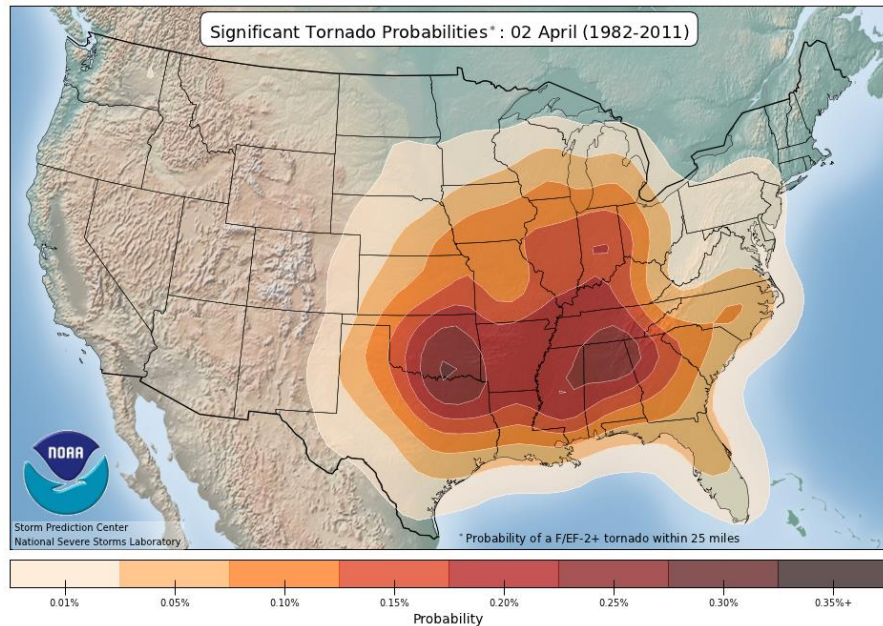 Significant Tornado Probabilities*: 02 April (1982-2011)
NOAA
Storm Prediction Center
National Severe Storms Laboratory
*Probability of a F/EF-2+ tornado within 25 miles
0.01% 0.05% 0.10% 0.15% 0.20% 0.25% 0.30% 0.35%+
Probability